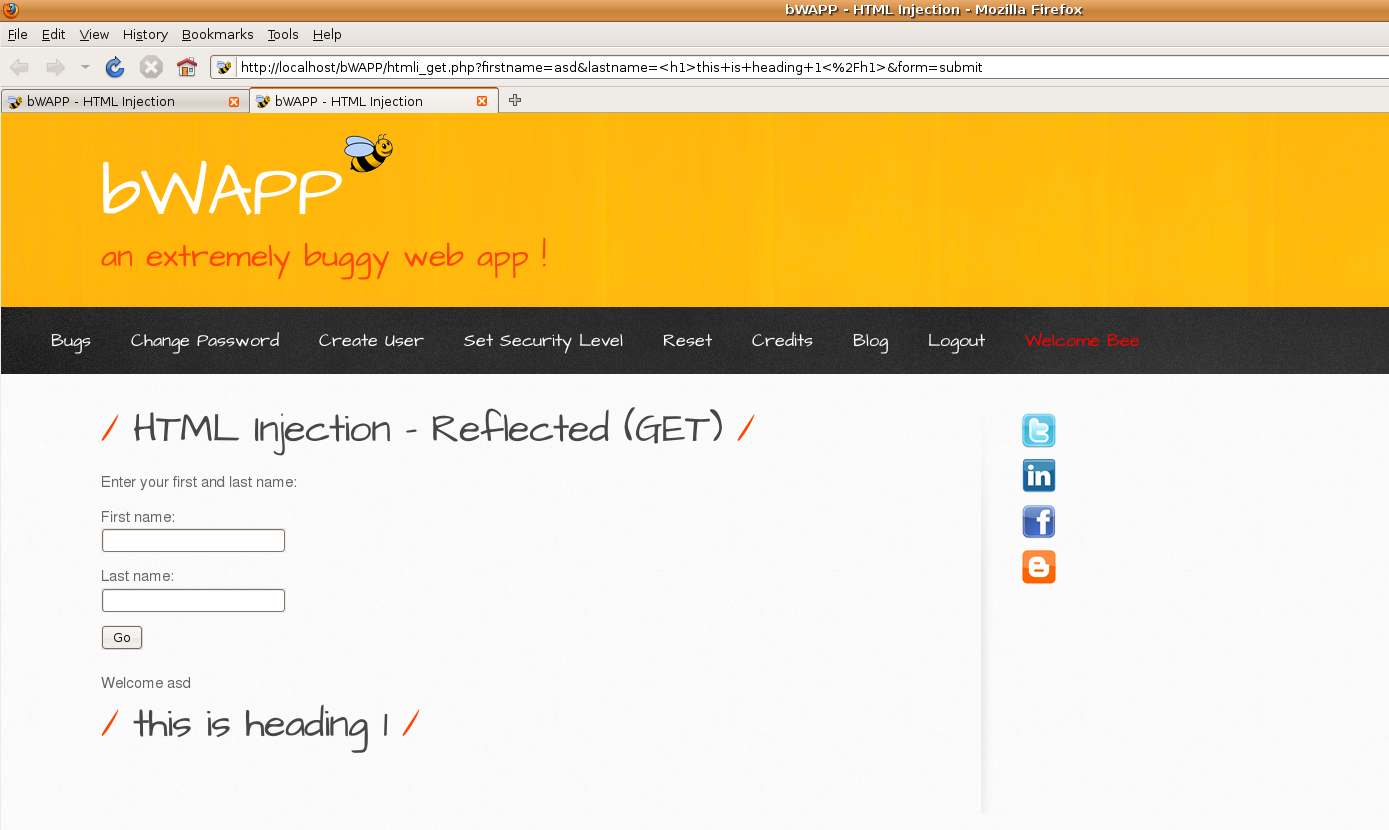 bWAPP - HTML Injection - Mozilla Firefox
File Edit View History Bookmarks Tools Help
http://localhost/bWAPP/htmli_get.php?firstname=asd&lastname=<h1>this+is+heading+1<%2Fh1>&form=submit
bWAPP - HTML Injection bWAPP - HTML Injection
bWAPP
an extremely buggy web app !
Bugs Change Password Create User Set Security Level Reset Credits Blog Logout Welcome Bee
/ HTML Injection - Reflected (GET) /
Enter your first and last name:
First name:
Last name:
Go
Welcome asd
/ this is heading 1 /